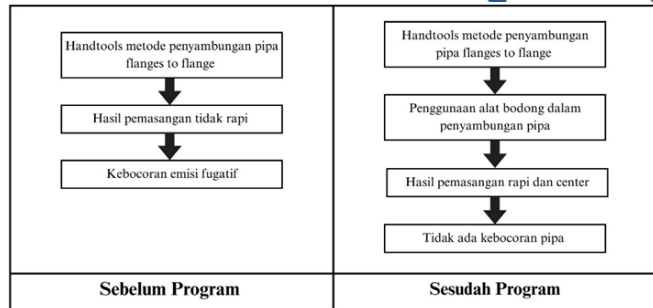 Handtools metode penyambungan pipa
flanges to flange
Hasil pemasangan tidak rapi
Kebocoran emisi fugatif
Sebelum Program
Handtools metode penyambungan
pipa flanges to flange
Penggunaan alat bodong dalam
penyambungan pipa
Hasil pemasangan rapi dan center
Tidak ada kebocoran pipa
Sesudah Program